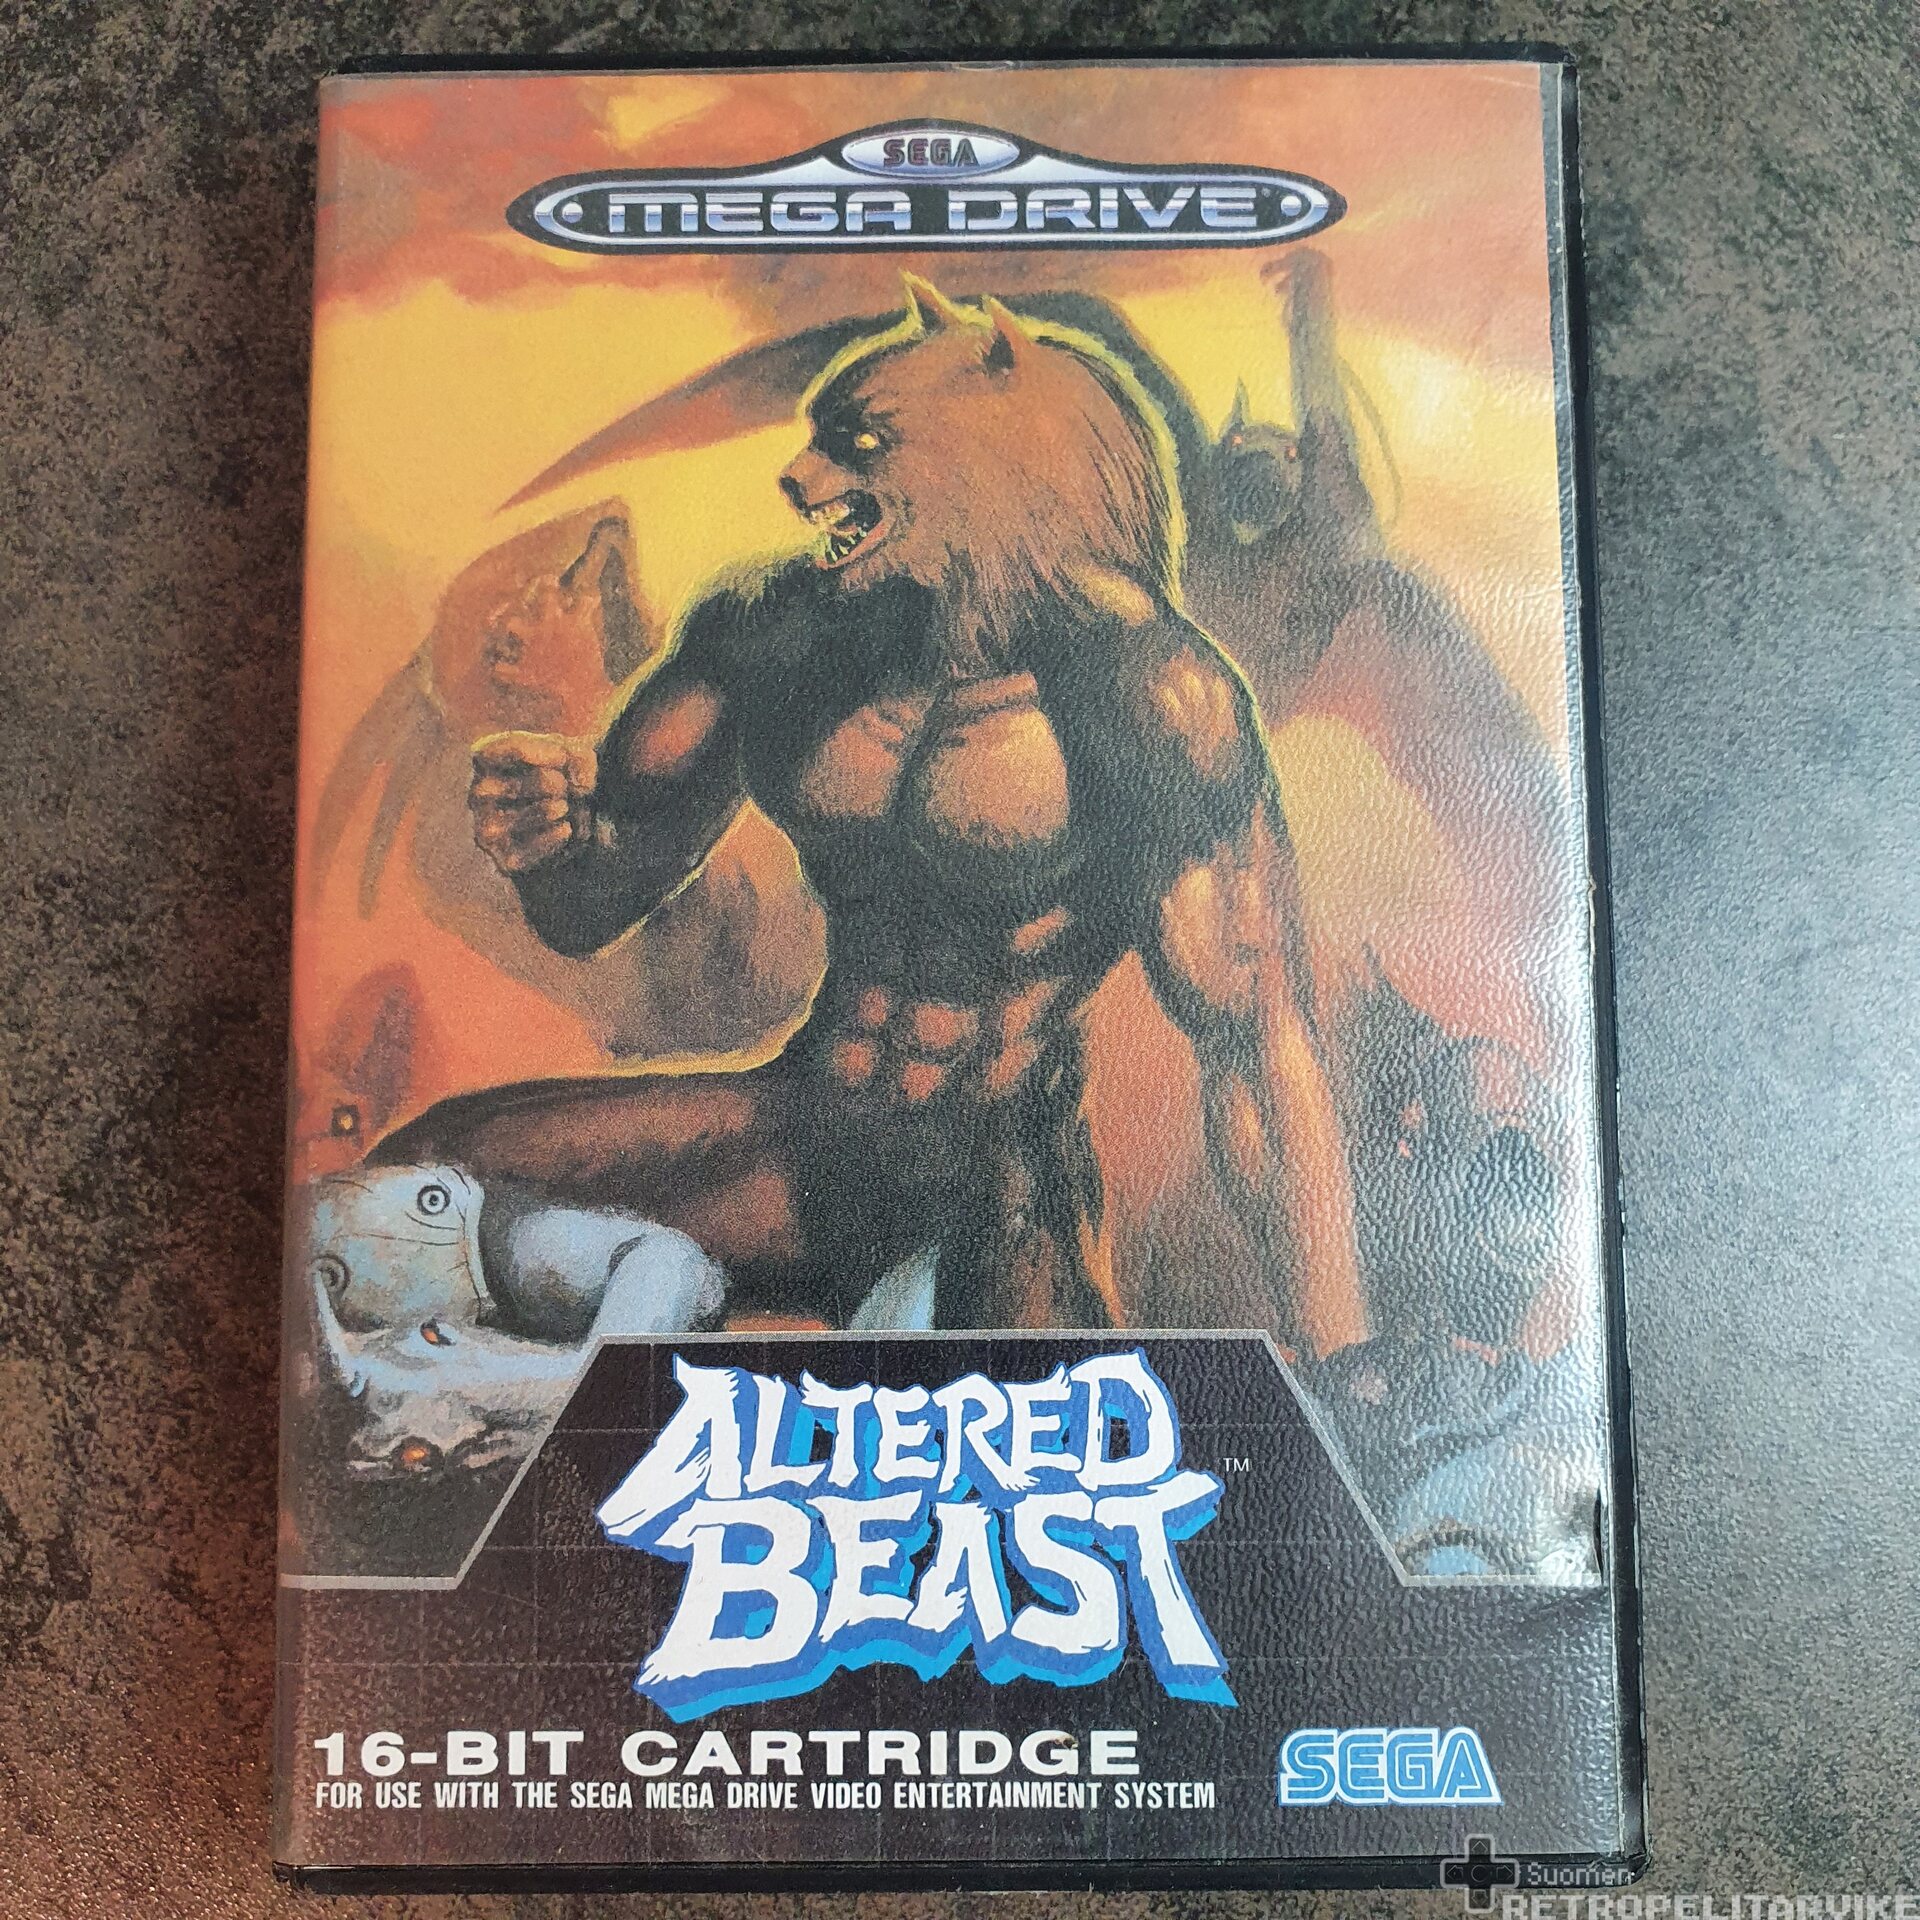 SEGA
MEGA DRIVE
ALTERED
BEAST
TM
16-BIT CARTRIDGE
FOR USE WITH THE SEGA MEGA DRIVE VIDEO ENTERTAINMENT SYSTEM
SEGA
Suomen
RETROPELITARVIKE